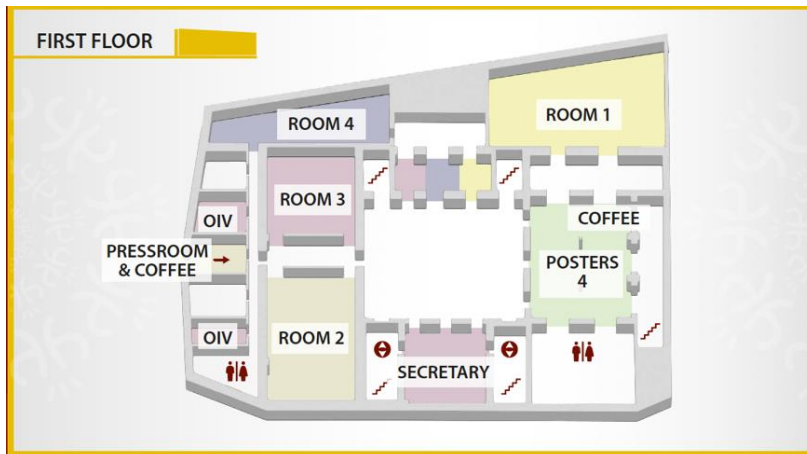 FIRST FLOOR
ROOM 1
ROOM 4
ROOM 3
OIV
COFFEE
PRESSROOM
& COFFEE
POSTERS
4
OIV
ROOM 2
SECRETARY